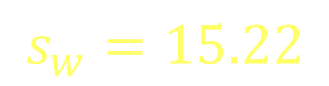 s_w = 15.22